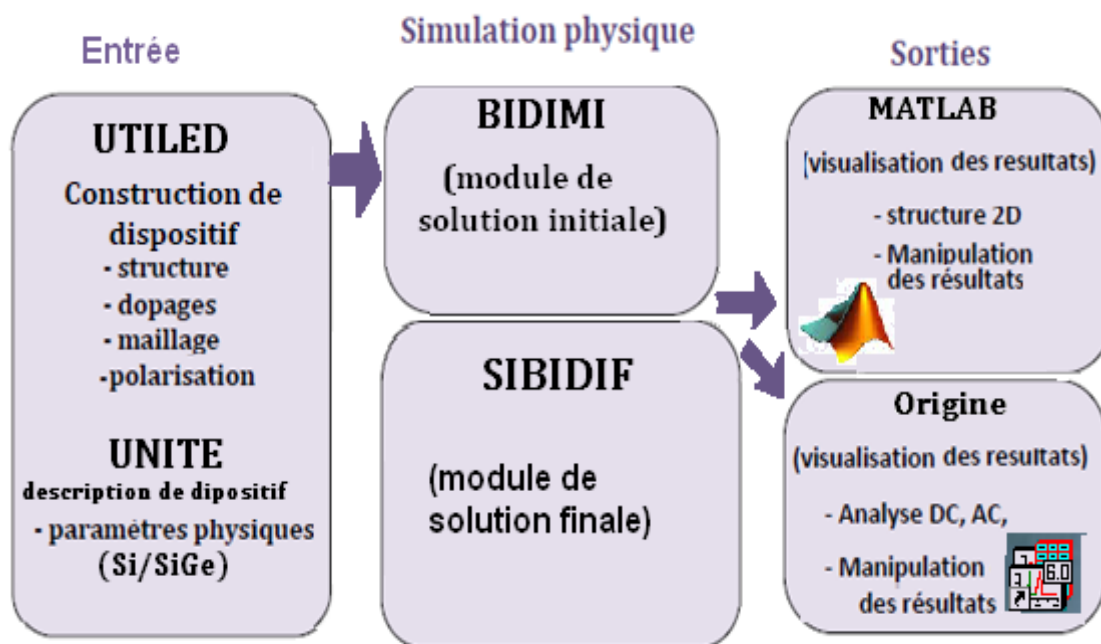 Entrée
UTILED
Construction de
dispositif
- structure
- dopages
- maillage
-polarisation
UNITE
description de dipositif
- paramètres physiques
(Si/SiGe)
Simulation physique
BIDIMI
(module de
solution initiale)
SIBIDIF
(module de
solution finale)
Sorties
MATLAB
(visualisation des resultats)
- structure 2D
- Manipulation
des résultats
Origine
(visualisation des resultats)
- Analyse DC, AC,
- Manipulation
des résultats
6.0